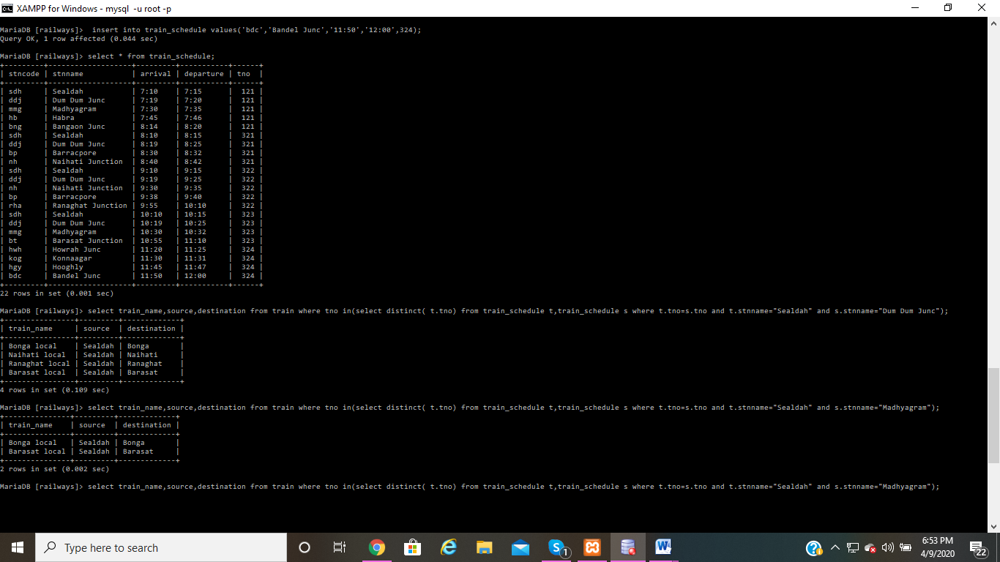 XAMPP for Windows - mysql -u root -p
MariaDB [railways]>  insert into train_schedule values('bdc','Bandel Junc','11:50','12:00',324);
Query OK, 1 row affected (0.044 sec)
MariaDB [railways]> select * from train_schedule;
+---------+-------------------+---------+-----------+------+
| stncode | stnname           | arrival | departure | tno  |
+---------+-------------------+---------+-----------+------+
| sdh     | Sealdah           | 7:10    | 7:15      |  121 |
| ddj     | Dum Dum Junc      | 7:19    | 7:20      |  121 |
| mmg     | Madhyagram        | 7:30    | 7:35      |  121 |
| hb      | Habra             | 7:45    | 7:46      |  121 |
| bng     | Bangaon Junc      | 8:14    | 8:20      |  121 |
| sdh     | Sealdah           | 8:10    | 8:15      |  321 |
| ddj     | Dum Dum Junc      | 8:19    | 8:25      |  321 |
| bp      | Barracpore        | 8:30    | 8:32      |  321 |
| nh      | Naihati Junction  | 8:40    | 8:42      |  321 |
| sdh     | Sealdah           | 9:10    | 9:15      |  322 |
| ddj     | Dum Dum Junc      | 9:19    | 9:25      |  322 |
| nh      | Naihati Junction  | 9:30    | 9:35      |  322 |
| bp      | Barracpore        | 9:38    | 9:40      |  322 |
| rha     | Ranaghat Junction | 9:55    | 10:10     |  322 |
| sdh     | Sealdah           | 10:10   | 10:15     |  323 |
| ddj     | Dum Dum Junc      | 10:19   | 10:25     |  323 |
| mmg     | Madhyagram        | 10:30   | 10:32     |  323 |
| bt      | Barasat Junction  | 10:55   | 11:10     |  323 |
| hwh     | Howrah Junc       | 11:20   | 11:25     |  324 |
| kog     | Konnaagar         | 11:30   | 11:31     |  324 |
| hgy     | Hooghly           | 11:45   | 11:47     |  324 |
| bdc     | Bandel Junc       | 11:50   | 12:00     |  324 |
+---------+-------------------+---------+-----------+------+
22 rows in set (0.001 sec)
MariaDB [railways]> select train_name,source,destination from train where tno in(select distinct( t.tno) from train_schedule t,train_schedule s where t.tno=s.tno and t.stnname="Sealdah" and s.stnname="Dum Dum Junc");
+----------------+---------+-------------+
| train_name     | source  | destination |
+----------------+---------+-------------+
| Bonga local    | Sealdah | Bonga       |
| Naihati local  | Sealdah | Naihati     |
| Ranaghat local | Sealdah | Ranaghat    |
| Barasat local  | Sealdah | Barasat     |
+----------------+---------+-------------+
4 rows in set (0.109 sec)
MariaDB [railways]> select train_name,source,destination from train where tno in(select distinct( t.tno) from train_schedule t,train_schedule s where t.tno=s.tno and t.stnname="Sealdah" and s.stnname="Madhyagram");
+---------------+---------+-------------+
| train_name    | source  | destination |
+---------------+---------+-------------+
| Bonga local   | Sealdah | Bonga       |
| Barasat local | Sealdah | Barasat     |
+---------------+---------+-------------+
2 rows in set (0.002 sec)
MariaDB [railways]> select train_name,source,destination from train where tno in(select distinct( t.tno) from train_schedule t,train_schedule s where t.tno=s.tno and t.stnname="Sealdah" and s.stnname="Madhyagram");
Type here to search
1
6:53 PM
4/9/2020
22